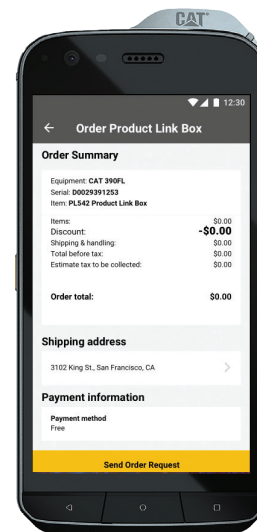 CAT
12:30
Order Product Link Box
Order Summary
Equipment: CAT 390FL
Serial: D0029391253
Item: PL542 Product Link Box
Items: $0.00
Discount: -$0.00
Shipping & handling: $0.00
Total before tax: $0.00
Estimate tax to be collected: $0.00
Order total: $0.00
Shipping address
3102 King St., San Francisco, CA
Payment information
Payment method
Free
Send Order Request